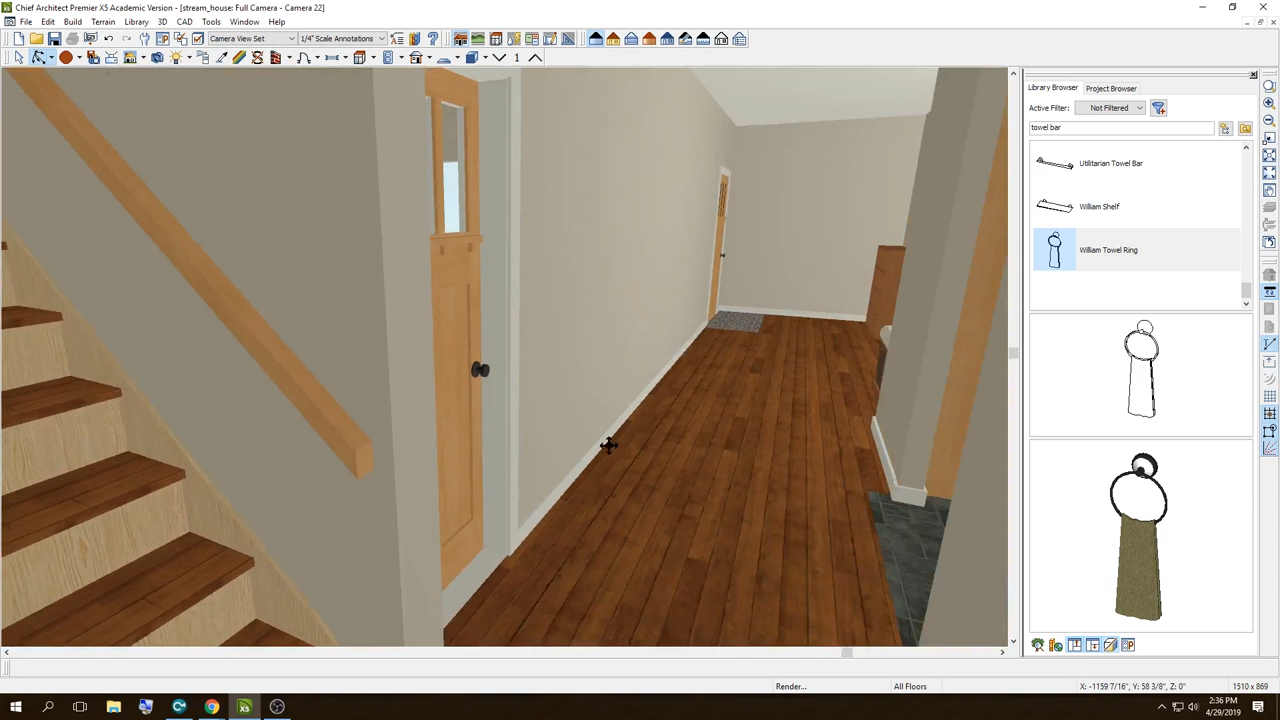 Chief Architect Premier X5 Academic Version - [stream_house: Full Camera - Camera 22]
File Edit Build Terrain Library 3D CAD Tools Window Help
Camera View Set 1/4" Scale Annotations
1
Library Browser Project Browser
Active Filter: Not Filtered
towel bar
Utilitarian Towel Bar
William Shelf
William Towel Ring
Render... All Floors X: -1159 7/16", Y: 58 3/8", Z: 0" 1510 x 869
X5
2:36 PM
4/29/2019